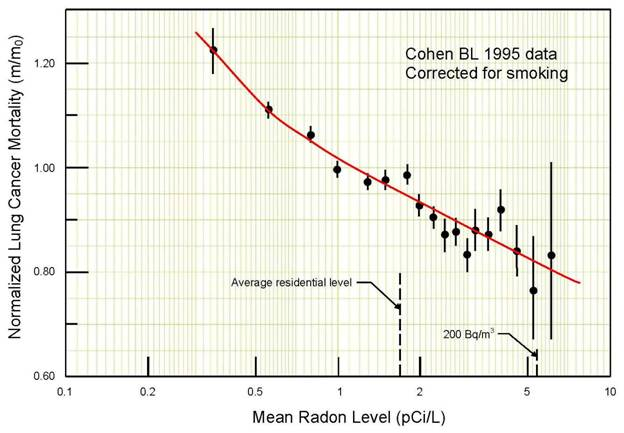 Cohen BL 1995 data
Corrected for smoking
Normalized Lung Cancer Mortality (m/m₀)
1.20
1.00
0.80
0.60
Average residential level
200 Bq/m³
0.1
0.2
0.5
1
2
5
10
Mean Radon Level (pCi/L)